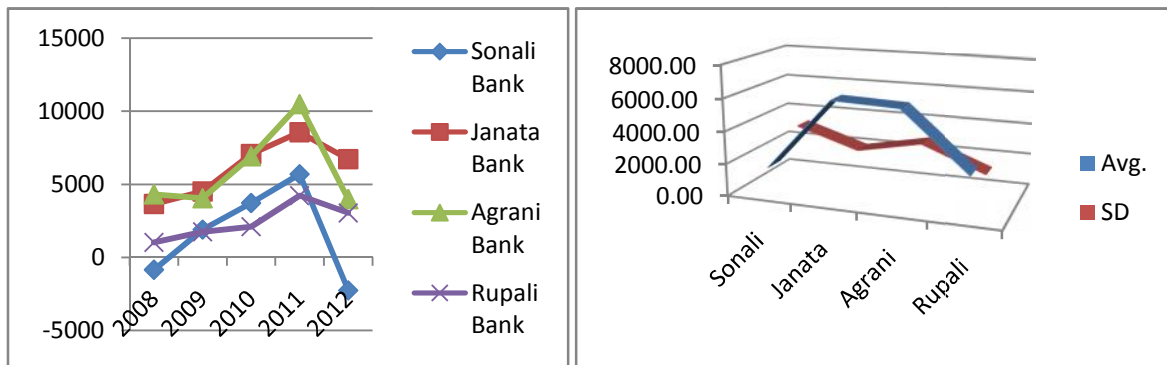 15000
10000
5000
0
-5000
2008
2009
2010
2011
2012
Sonali
Bank
Janata
Bank
Agrani
Bank
Rupali
Bank
8000.00
6000.00
4000.00
2000.00
0.00
Sonali
Janata
Agrani
Rupali
Avg.
SD